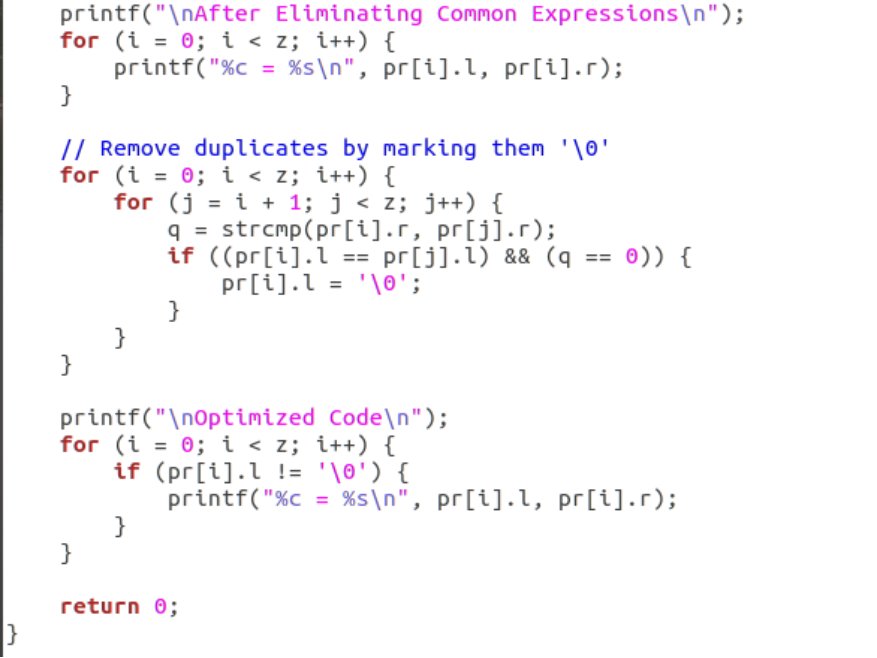 printf("\nAfter Eliminating Common Expressions\n");
    for (i = 0; i < z; i++) {
        printf("%c = %s\n", pr[i].l, pr[i].r);
    }

    // Remove duplicates by marking them '\0'
    for (i = 0; i < z; i++) {
        for (j = i + 1; j < z; j++) {
            q = strcmp(pr[i].r, pr[j].r);
            if ((pr[i].l == pr[j].l) && (q == 0)) {
                pr[i].l = '\0';
            }
        }
    }

    printf("\nOptimized Code\n");
    for (i = 0; i < z; i++) {
        if (pr[i].l != '\0') {
            printf("%c = %s\n", pr[i].l, pr[i].r);
        }
    }

    return 0;
}